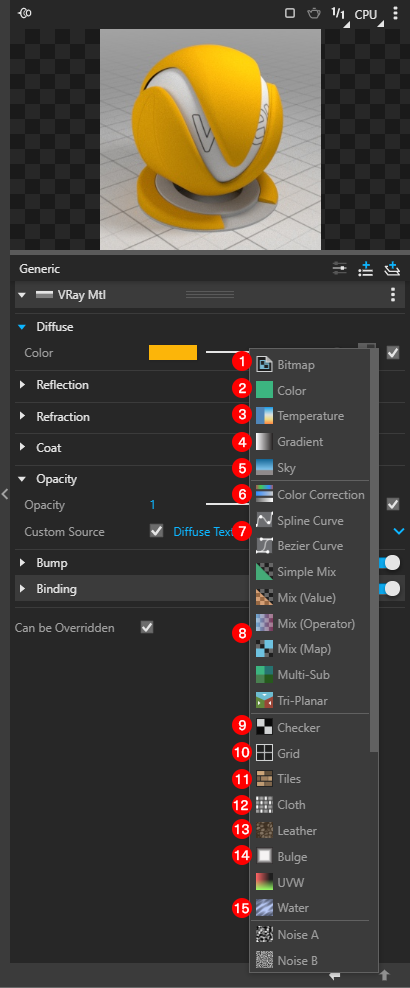 1/1 CPU
Generic
VRay Mtl
Diffuse
Color
Reflection
Refraction
Coat
Opacity
Opacity 1
Custom Source Diffuse Text
Bump
Binding
Can be Overridden
1 Bitmap
2 Color
3 Temperature
4 Gradient
5 Sky
6 Color Correction
7 Spline Curve
Bezier Curve
Simple Mix
Mix (Value)
8 Mix (Operator)
Mix (Map)
Multi-Sub
Tri-Planar
9 Checker
10 Grid
11 Tiles
12 Cloth
13 Leather
14 Bulge
UVW
15 Water
Noise A
Noise B